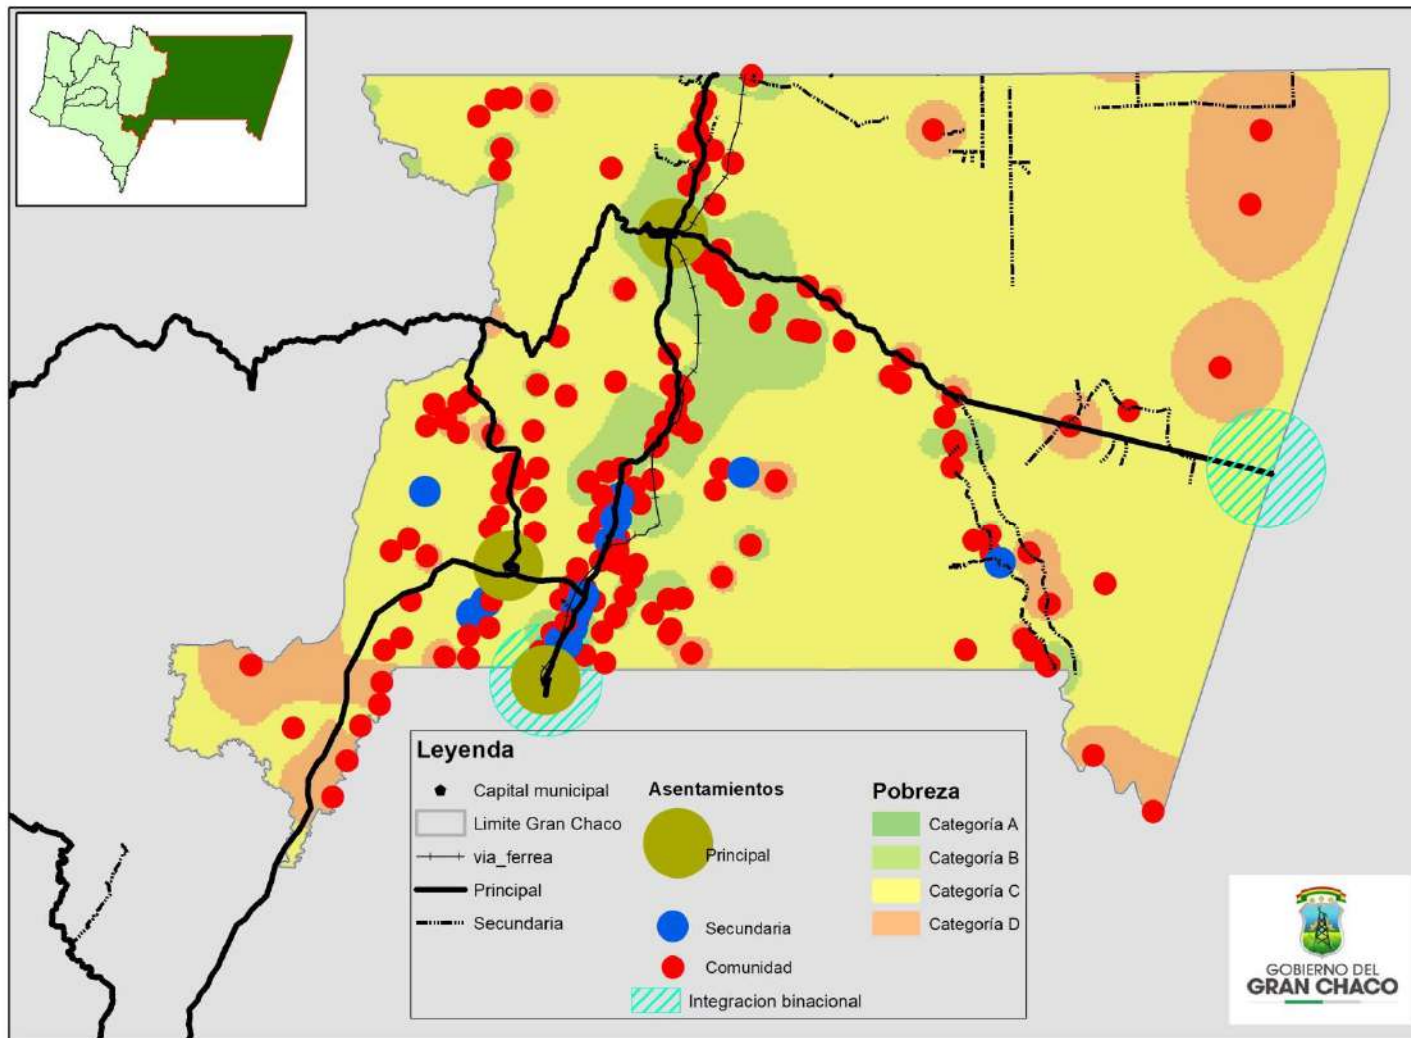 Leyenda
Capital municipal
Limite Gran Chaco
via_ferrea
Principal
Secundaria
Asentamientos
Principal
Secundaria
Comunidad
Integracion binacional
Pobreza
Categoría A
Categoría B
Categoría C
Categoría D
GOBIERNO DEL
GRAN CHACO